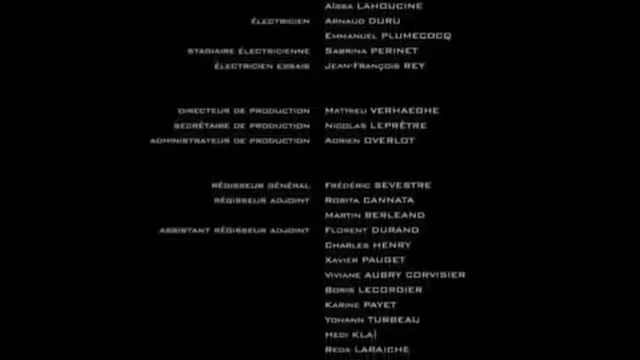 Aïssa LAHOUCINE
ÉLECTRICIEN Arnaud DURU
Emmanuel PLUMECOCQ
STAGIAIRE ÉLECTRICIENNE Sabrina PERINET
ÉLECTRICIEN ESSAIS Jean-François REY
DIRECTEUR DE PRODUCTION Mathieu VERHAEGHE
SECRÉTAIRE DE PRODUCTION Nicolas LEPRÊTRE
ADMINISTRATEUR DE PRODUCTION Adrien OVERLOT
RÉGISSEUR GÉNÉRAL Frédéric SEVESTRE
RÉGISSEUR ADJOINT Rosita CANNATA
Martin BERLEAND
ASSISTANT RÉGISSEUR ADJOINT Florent DURAND
Charles HENRY
Xavier PAUGET
Viviane AUBRY CORVISIER
Boris LECORDIER
Karine PAYET
Yohann TURBEAU
Hedi KLAÏ
Reda LARAICHE